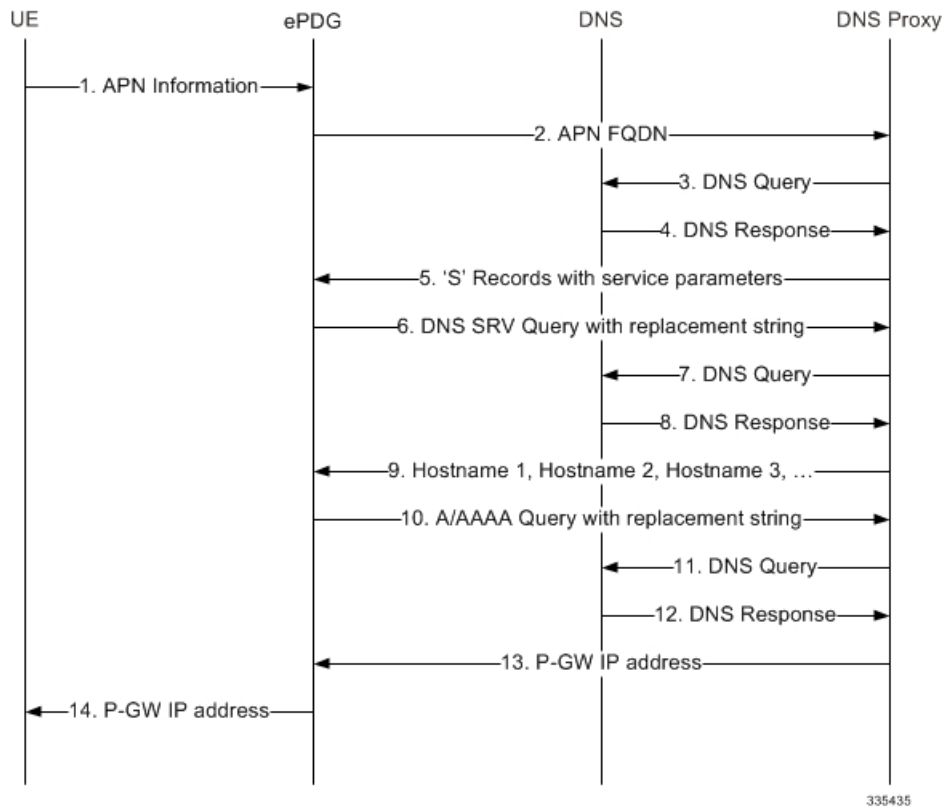 UE
ePDG
DNS
DNS Proxy
1. APN Information
2. APN FQDN
3. DNS Query
4. DNS Response
5. ‘S’ Records with service parameters
6. DNS SRV Query with replacement string
7. DNS Query
8. DNS Response
9. Hostname 1, Hostname 2, Hostname 3, …
10. A/AAAA Query with replacement string
11. DNS Query
12. DNS Response
13. P-GW IP address
14. P-GW IP address
335435